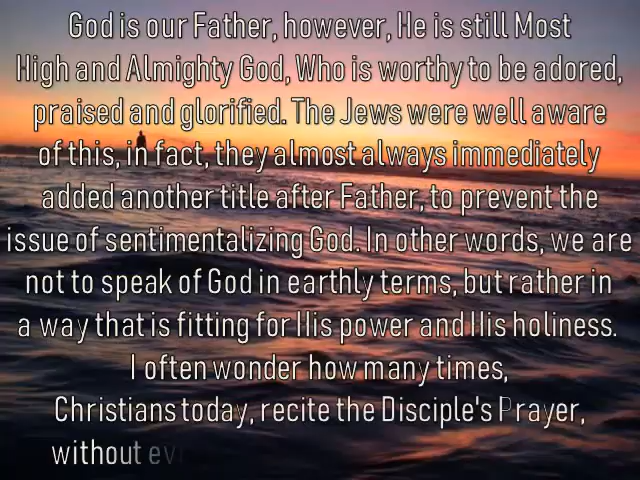 God is our Father, however, He is still Most
High and Almighty God, Who is worthy to be adored,
praised and glorified. The Jews were well aware
of this, in fact, they almost always immediately
added another title after Father, to prevent the
issue of sentimentalizing God. In other words, we are
not to speak of God in earthly terms, but rather in
a way that is fitting for His power and His holiness.
I often wonder how many times,
Christians today, recite the Disciple's Prayer,
without